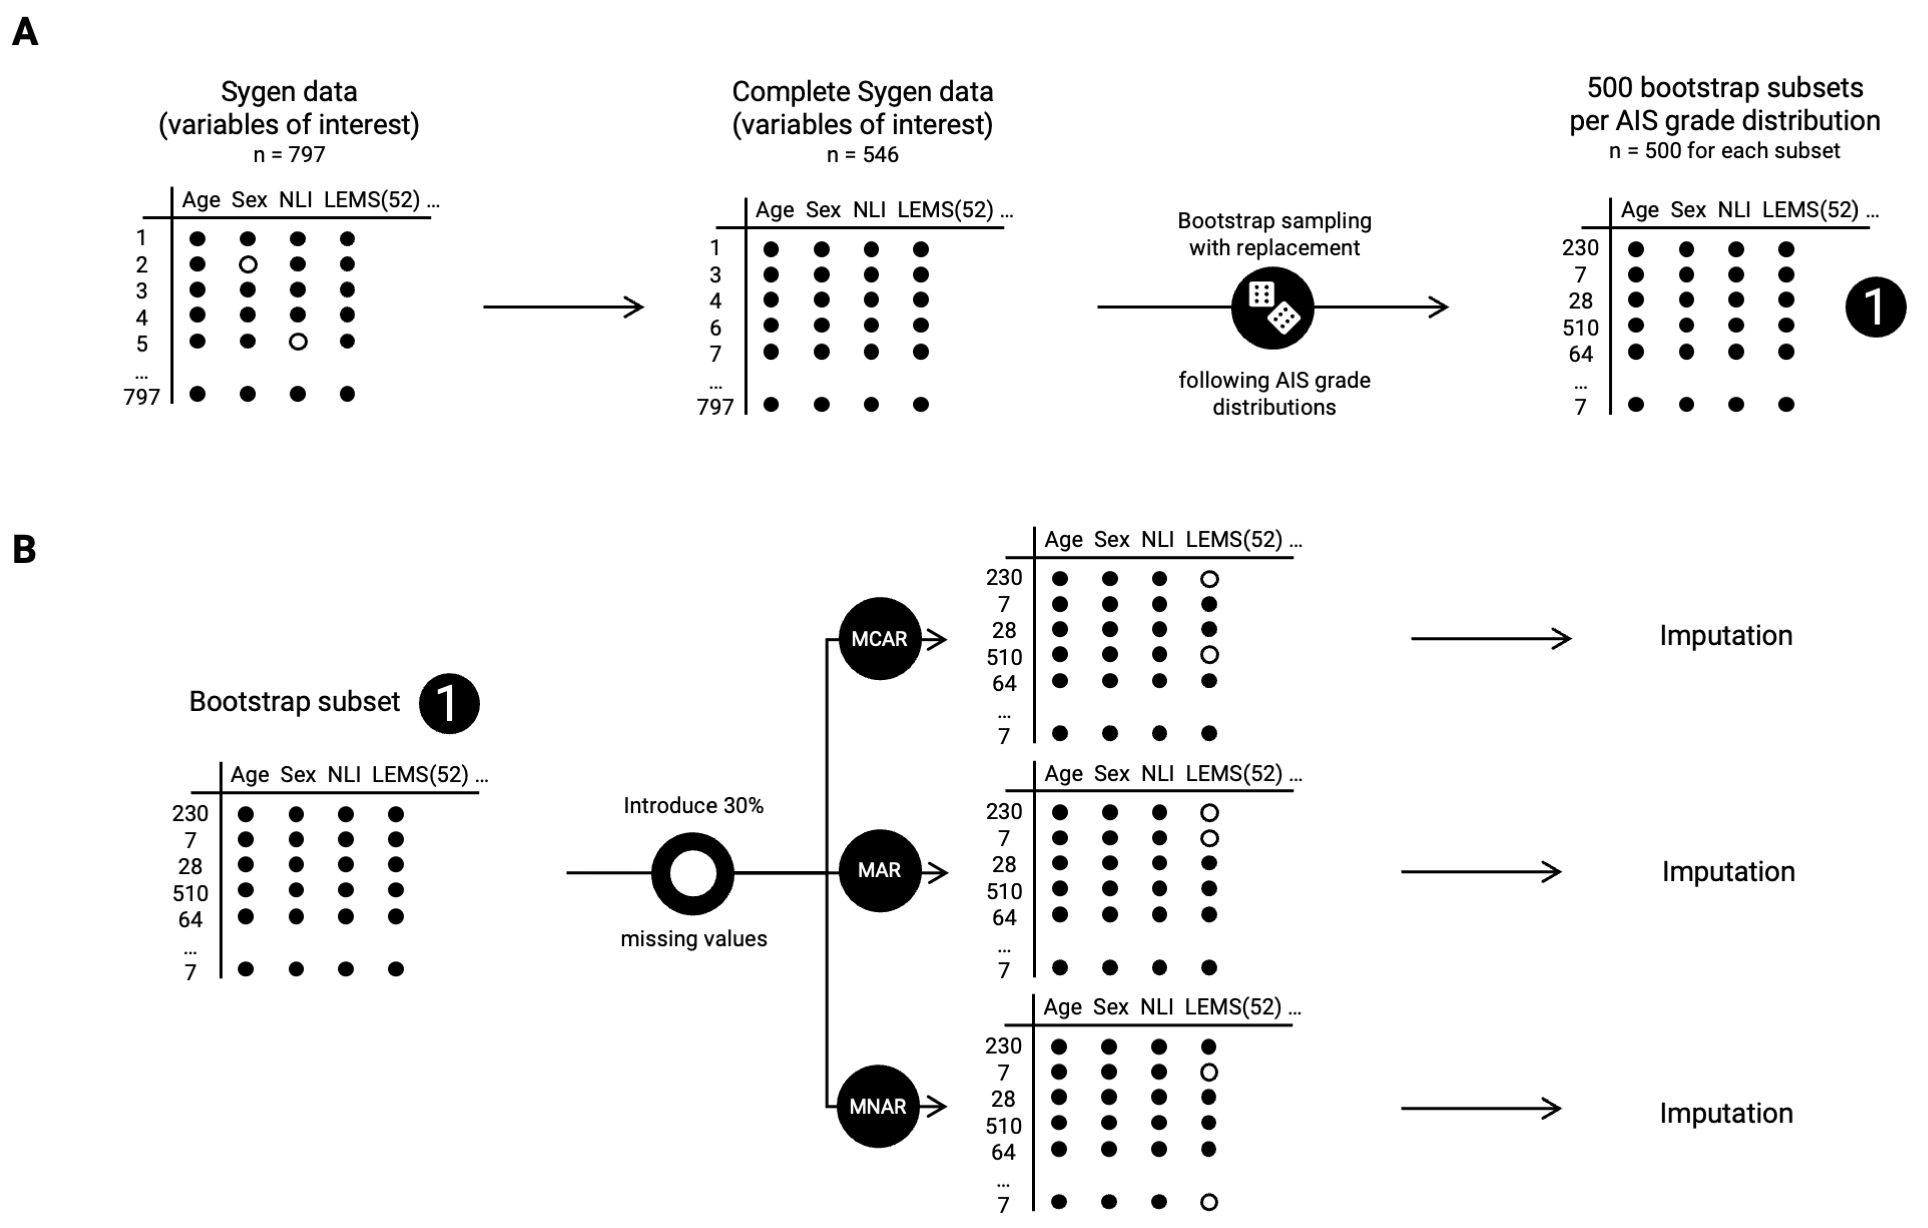 A
Sygen data
(variables of interest)
n = 797
Age Sex NLI LEMS(52) ...
1
2
3
4
5
...
797
Complete Sygen data
(variables of interest)
n = 546
Age Sex NLI LEMS(52) ...
1
3
4
6
7
...
797
Bootstrap sampling
with replacement
following AIS grade
distributions
500 bootstrap subsets
per AIS grade distribution
n = 500 for each subset
Age Sex NLI LEMS(52) ...
230
7
28
510
64
...
7
1
B
Bootstrap subset 1
Age Sex NLI LEMS(52) ...
230
7
28
510
64
...
7
Introduce 30%
missing values
MCAR
Age Sex NLI LEMS(52) ...
230
7
28
510
64
...
7
Imputation
MAR
Age Sex NLI LEMS(52) ...
230
7
28
510
64
...
7
Imputation
MNAR
Age Sex NLI LEMS(52) ...
230
7
28
510
64
...
7
Imputation